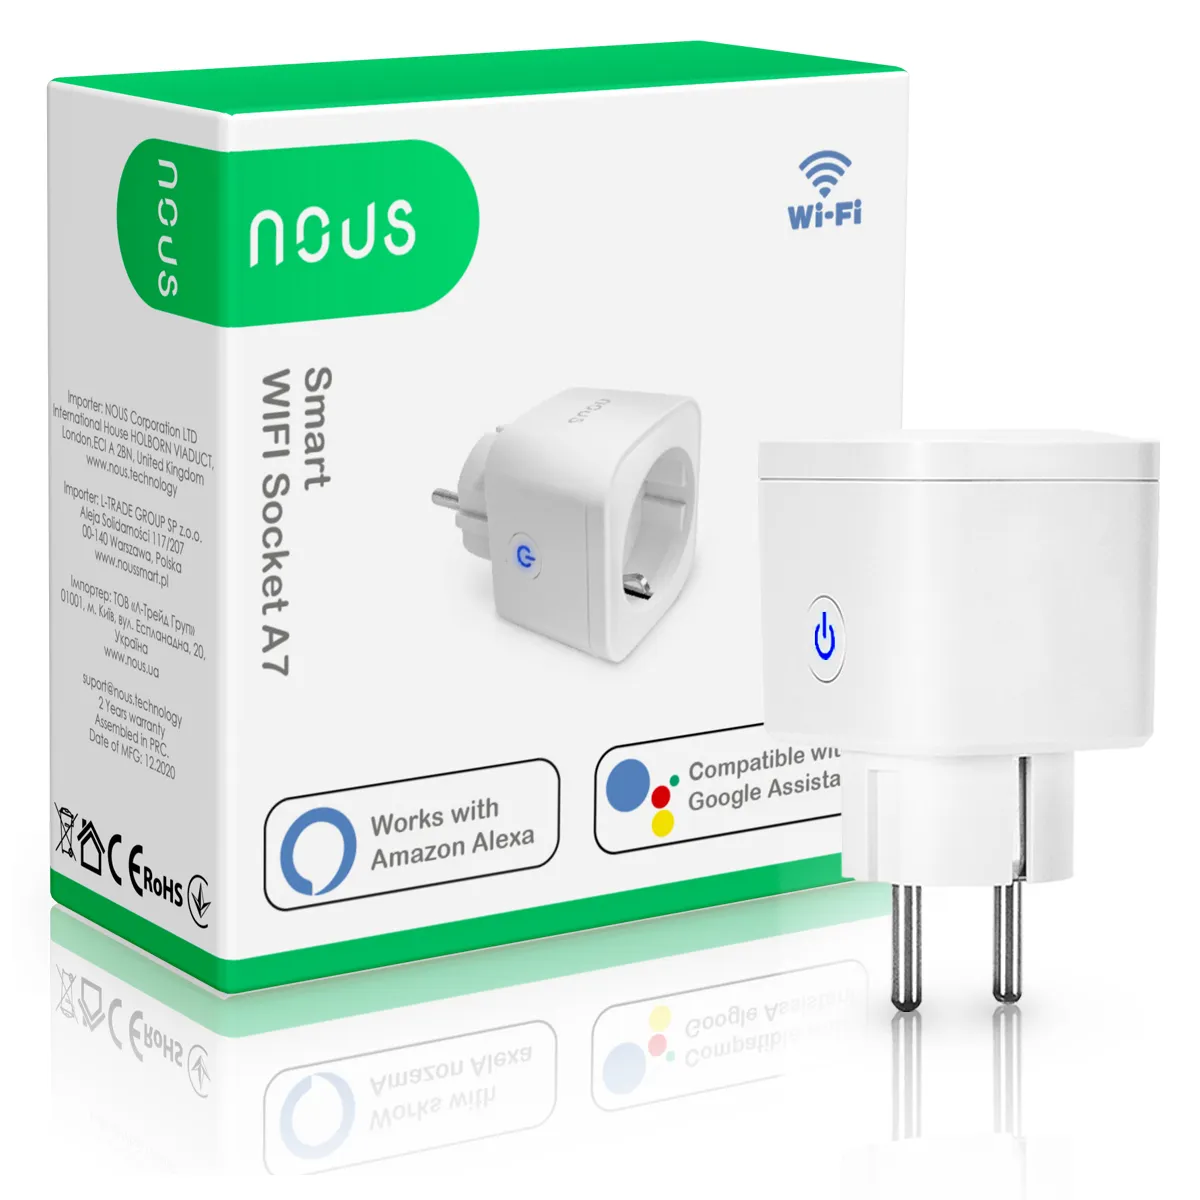 nous
nous
Wi-Fi
Smart
WIFI Socket A7
nous
Importer: NOUS Corporation LTD
International House HOLBORN VIADUCT,
London,ECI A 2BN, United Kingdom
www.nous.technology
Importer: L-TRADE GROUP SP z.o.o.
Aleja Solidarności 117/207
00-140 Warszawa, Polska
www.noussmart.pl
Імпортер: ТОВ «Л-Трейд Груп»
01001, м. Київ, вул. Еспланадна, 20,
Україна
www.nous.ua
suport@nous.technology
2 Years warranty
Assembled in PRC.
Date of MFG: 12.2020
CE RoHS
Works with
Amazon Alexa
Compatible wit
Google Assista